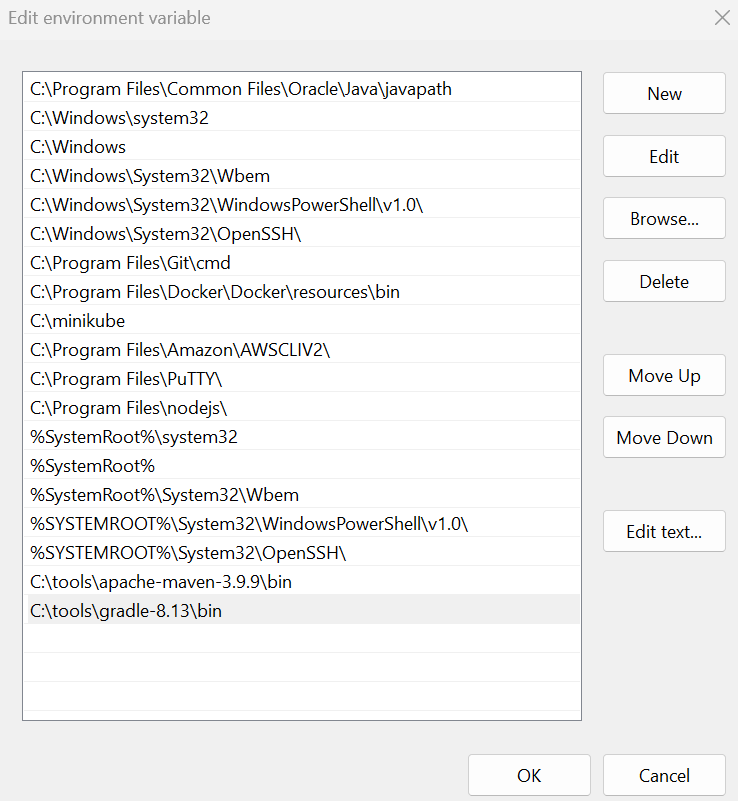 Edit environment variable
C:\Program Files\Common Files\Oracle\Java\javapath
C:\Windows\system32
C:\Windows
C:\Windows\System32\Wbem
C:\Windows\System32\WindowsPowerShell\v1.0\
C:\Windows\System32\OpenSSH\
C:\Program Files\Git\cmd
C:\Program Files\Docker\Docker\resources\bin
C:\minikube
C:\Program Files\Amazon\AWSCLIV2\
C:\Program Files\PuTTY\
C:\Program Files\nodejs\
%SystemRoot%\system32
%SystemRoot%
%SystemRoot%\System32\Wbem
%SYSTEMROOT%\System32\WindowsPowerShell\v1.0\
%SYSTEMROOT%\System32\OpenSSH\
C:\tools\apache-maven-3.9.9\bin
C:\tools\gradle-8.13\bin
New
Edit
Browse...
Delete
Move Up
Move Down
Edit text...
OK
Cancel